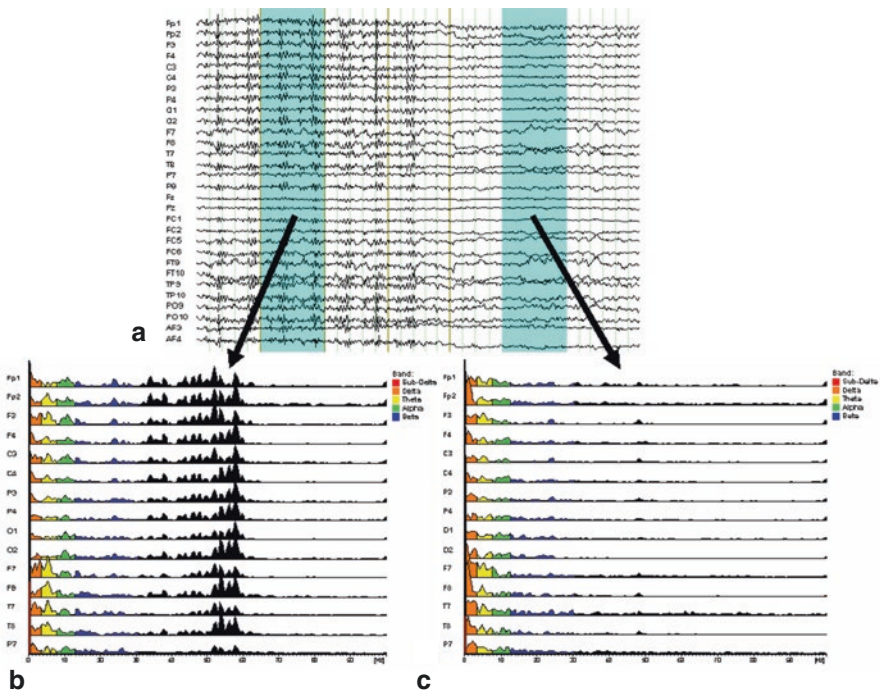 Fp1
Fp2
F3
F4
C3
C4
P3
P4
O1
O2
F7
F8
T7
T8
P7
P9
Fz
Pz
FC1
FC2
FC5
FC6
FT9
FT10
TP9
TP10
PO9
PO10
AF3
AF4
a
Fp1
Fp2
F3
F4
C3
C4
P3
P4
O1
O2
F7
F8
T7
T8
P7
Band:
Sub-Delta
Delta
Theta
Alpha
Beta
0 10 20 30 40 50 60 70 80 90 [Hz]
b
Fp1
Fp2
F3
F4
C3
C4
P3
P4
O1
O2
F7
F8
T7
T8
P7
Band:
Sub-Delta
Delta
Theta
Alpha
Beta
0 10 20 30 40 50 60 70 80 90 [Hz]
c